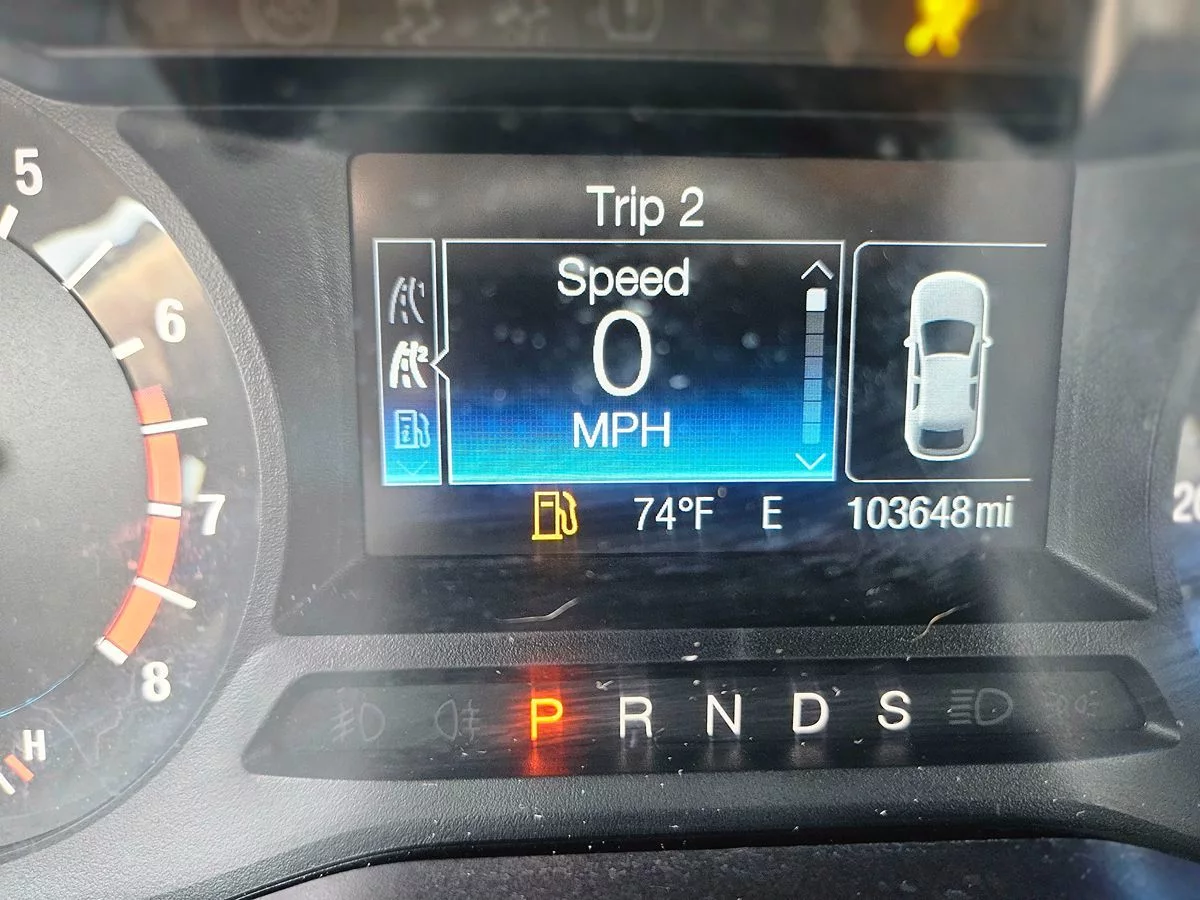 5
Trip 2
6
Speed
0
MPH
7
74°F E 103648 mi
8
P R N D S
H